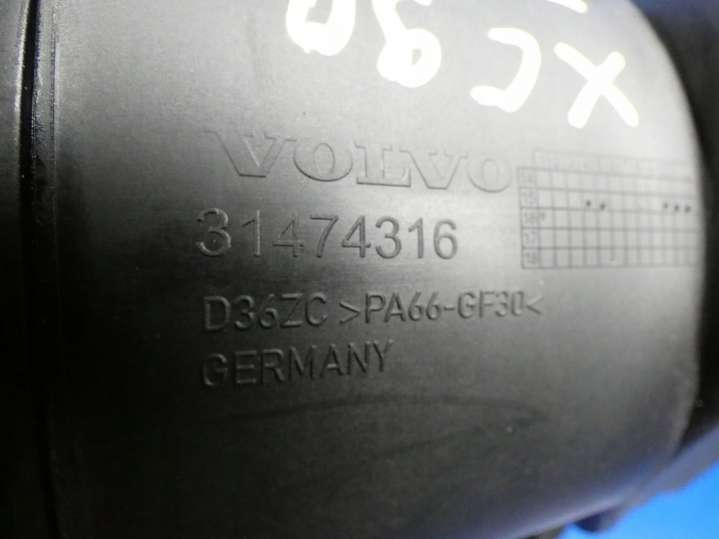 XC90
VOLVO
31474316
D36ZC >PA66-GF30<
GERMANY